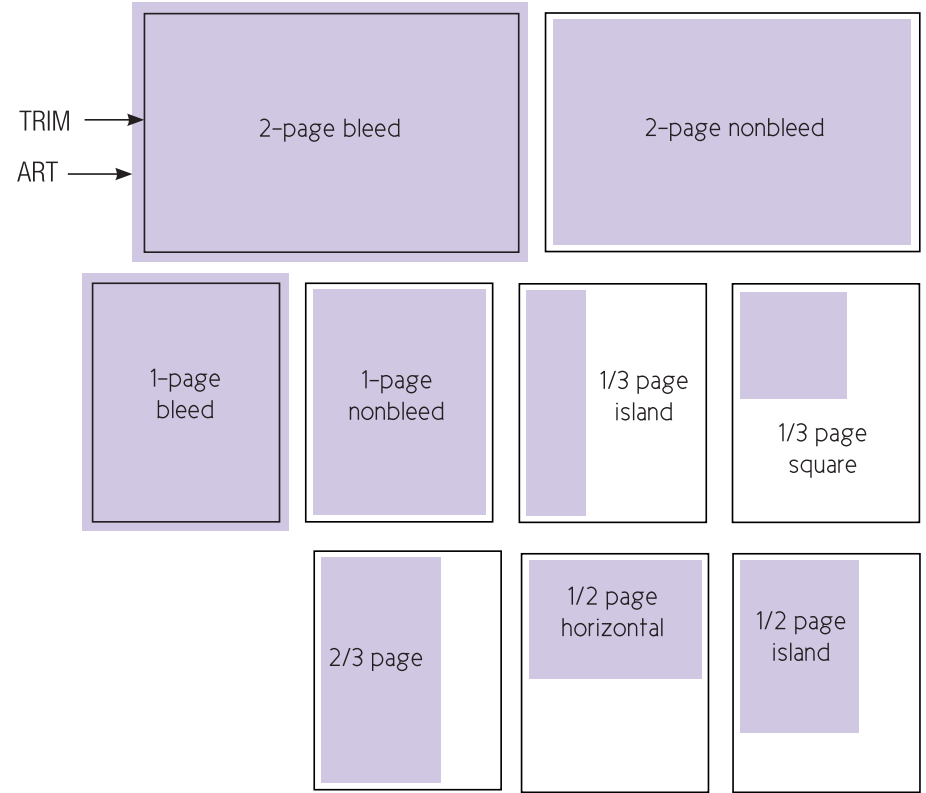 TRIM
ART
2-page bleed
2-page nonbleed
1-page
bleed
1-page
nonbleed
1/3 page
island
1/3 page
square
2/3 page
1/2 page
horizontal
1/2 page
island